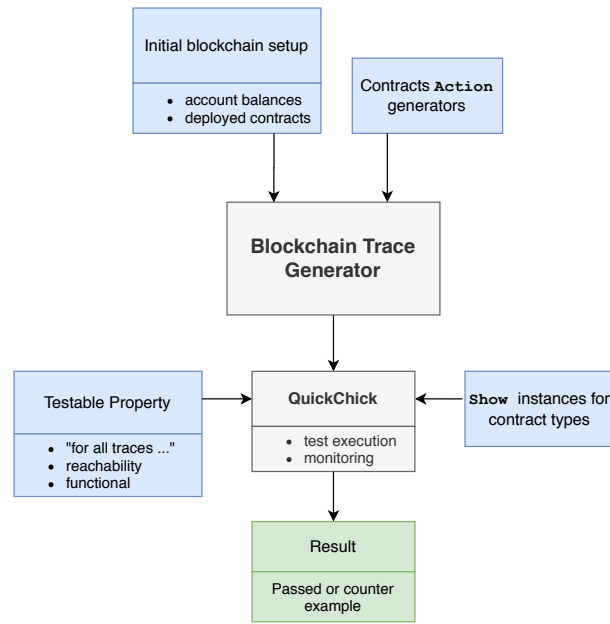 Initial blockchain setup
• account balances
• deployed contracts
Contracts Action
generators
Blockchain Trace
Generator
Testable Property
• "for all traces ..."
• reachability
• functional
QuickChick
• test execution
• monitoring
Show instances for
contract types
Result
Passed or counter
example